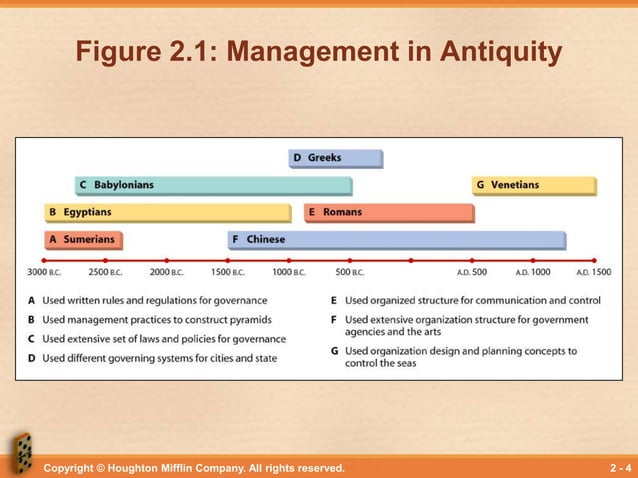 Figure 2.1: Management in Antiquity
D Greeks
C Babylonians
G Venetians
B Egyptians
E Romans
A Sumerians
F Chinese
3000 B.C. 2500 B.C. 2000 B.C. 1500 B.C. 1000 B.C. 500 B.C. A.D. 500 A.D. 1000 A.D. 1500
A Used written rules and regulations for governance
B Used management practices to construct pyramids
C Used extensive set of laws and policies for governance
D Used different governing systems for cities and state
E Used organized structure for communication and control
F Used extensive organization structure for government
agencies and the arts
G Used organization design and planning concepts to
control the seas
Copyright © Houghton Mifflin Company. All rights reserved.
2 - 4